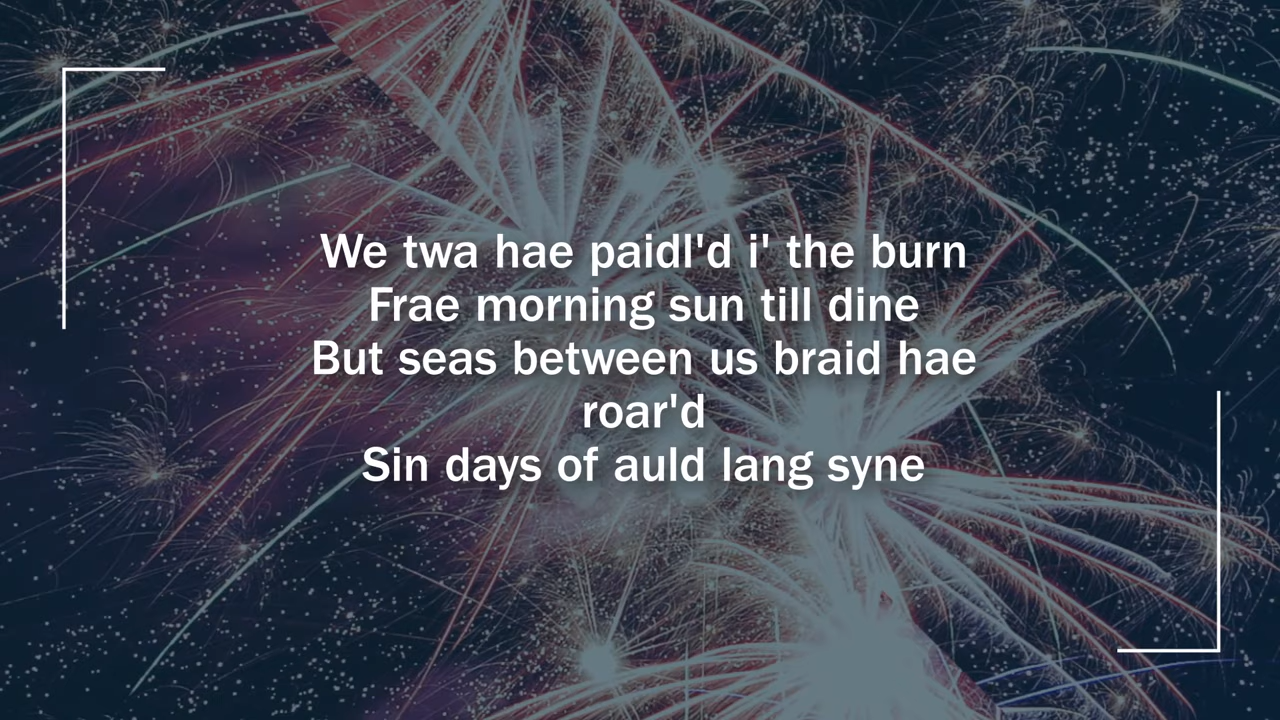 We twa hae paidl'd i' the burn
Frae morning sun till dine
But seas between us braid hae
roar'd
Sin days of auld lang syne